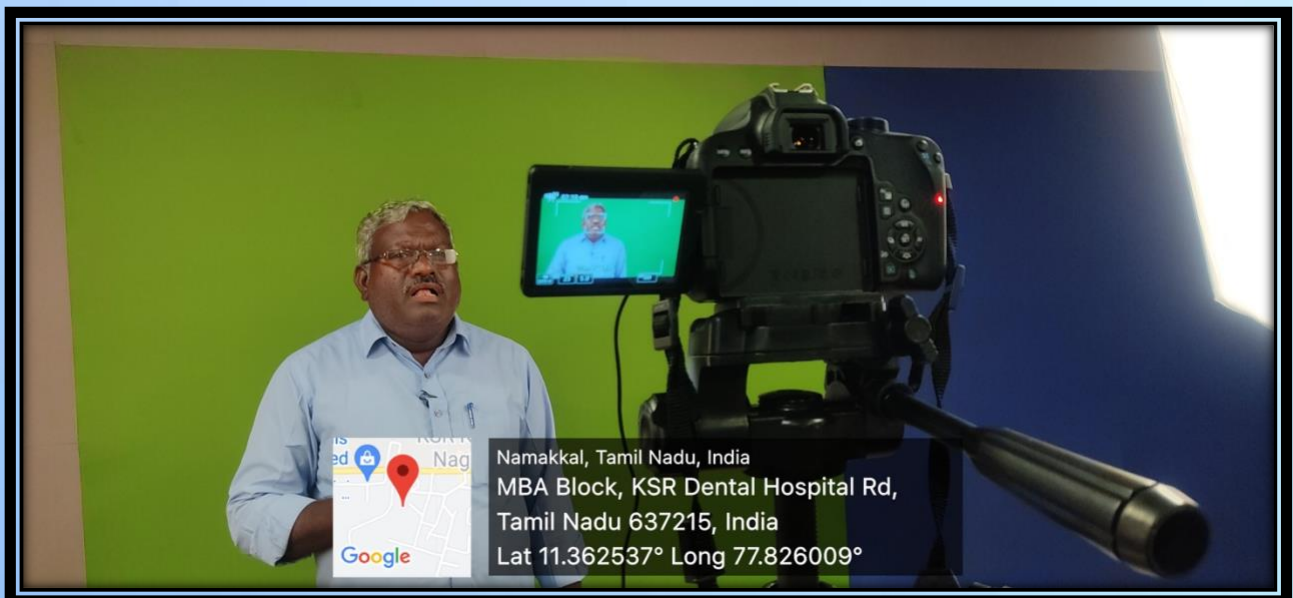 Nag
Google
Namakkal, Tamil Nadu, India
MBA Block, KSR Dental Hospital Rd,
Tamil Nadu 637215, India
Lat 11.362537° Long 77.826009°